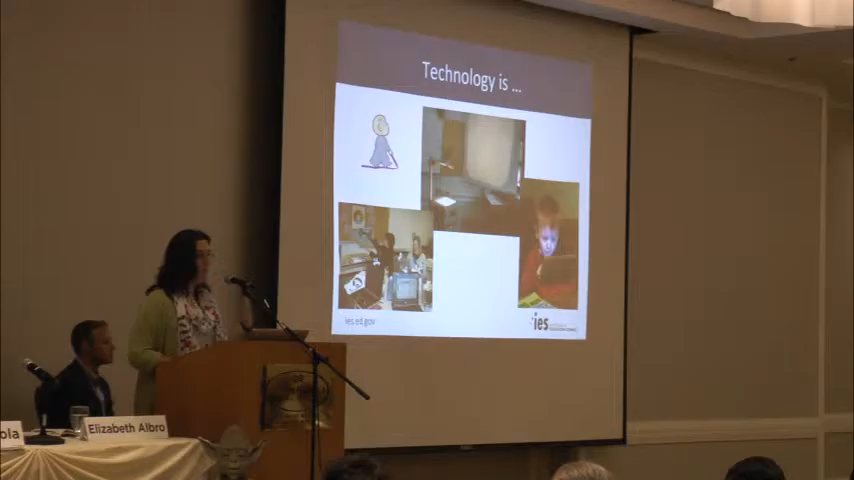 Technology is ...
ies.ed.gov
ies
Elizabeth Albro
ola